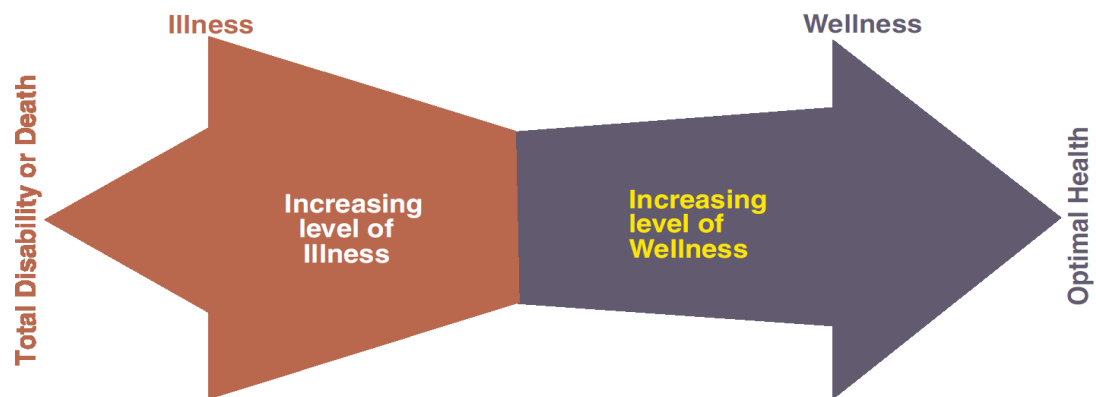 Illness
Wellness
Total Disability or Death
Increasing
level of
Illness
Increasing
level of
Wellness
Optimal Health